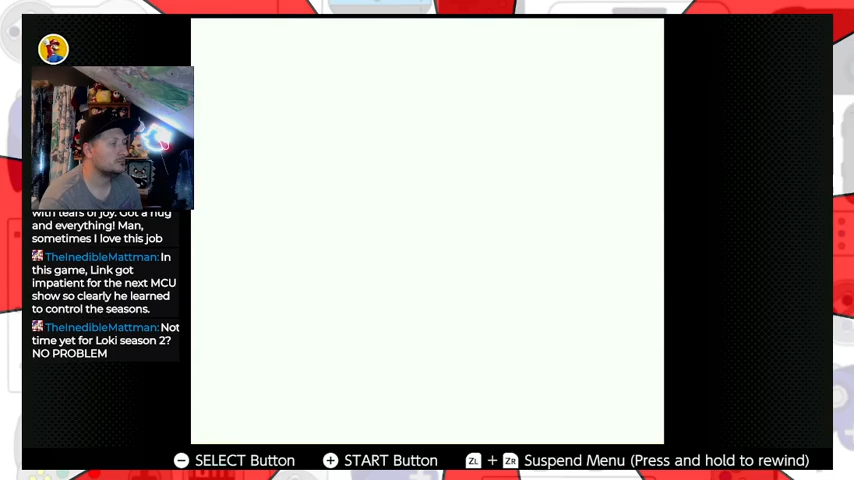 with tears of joy. Got a hug
and everything! Man,
sometimes I love this job
TheInedibleMattman: In
this game, Link got
impatient for the next MCU
show so clearly he learned
to control the seasons.
TheInedibleMattman: Not
time yet for Loki season 2?
NO PROBLEM
SELECT Button
START Button
ZL + ZR Suspend Menu (Press and hold to rewind)